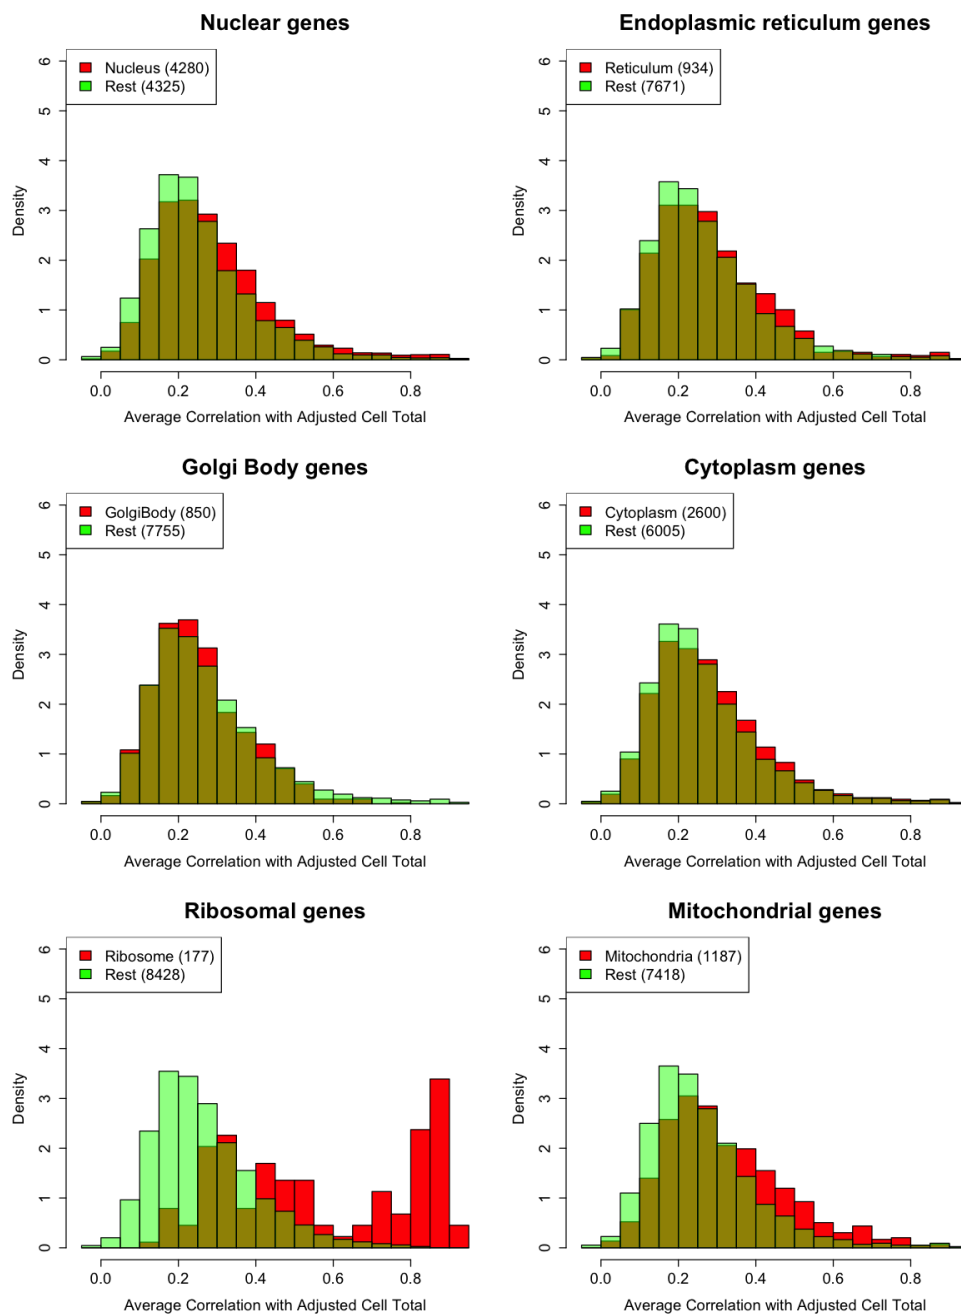 Nuclear genes
Nucleus (4280)
Rest (4325)
Density
0 1 2 3 4 5 6
0.0 0.2 0.4 0.6 0.8
Average Correlation with Adjusted Cell Total
Endoplasmic reticulum genes
Reticulum (934)
Rest (7671)
Density
0 1 2 3 4 5 6
0.0 0.2 0.4 0.6 0.8
Average Correlation with Adjusted Cell Total
Golgi Body genes
GolgiBody (850)
Rest (7755)
Density
0 1 2 3 4 5 6
0.0 0.2 0.4 0.6 0.8
Average Correlation with Adjusted Cell Total
Cytoplasm genes
Cytoplasm (2600)
Rest (6005)
Density
0 1 2 3 4 5 6
0.0 0.2 0.4 0.6 0.8
Average Correlation with Adjusted Cell Total
Ribosomal genes
Ribosome (177)
Rest (8428)
Density
0 1 2 3 4 5 6
0.0 0.2 0.4 0.6 0.8
Average Correlation with Adjusted Cell Total
Mitochondrial genes
Mitochondria (1187)
Rest (7418)
Density
0 1 2 3 4 5 6
0.0 0.2 0.4 0.6 0.8
Average Correlation with Adjusted Cell Total